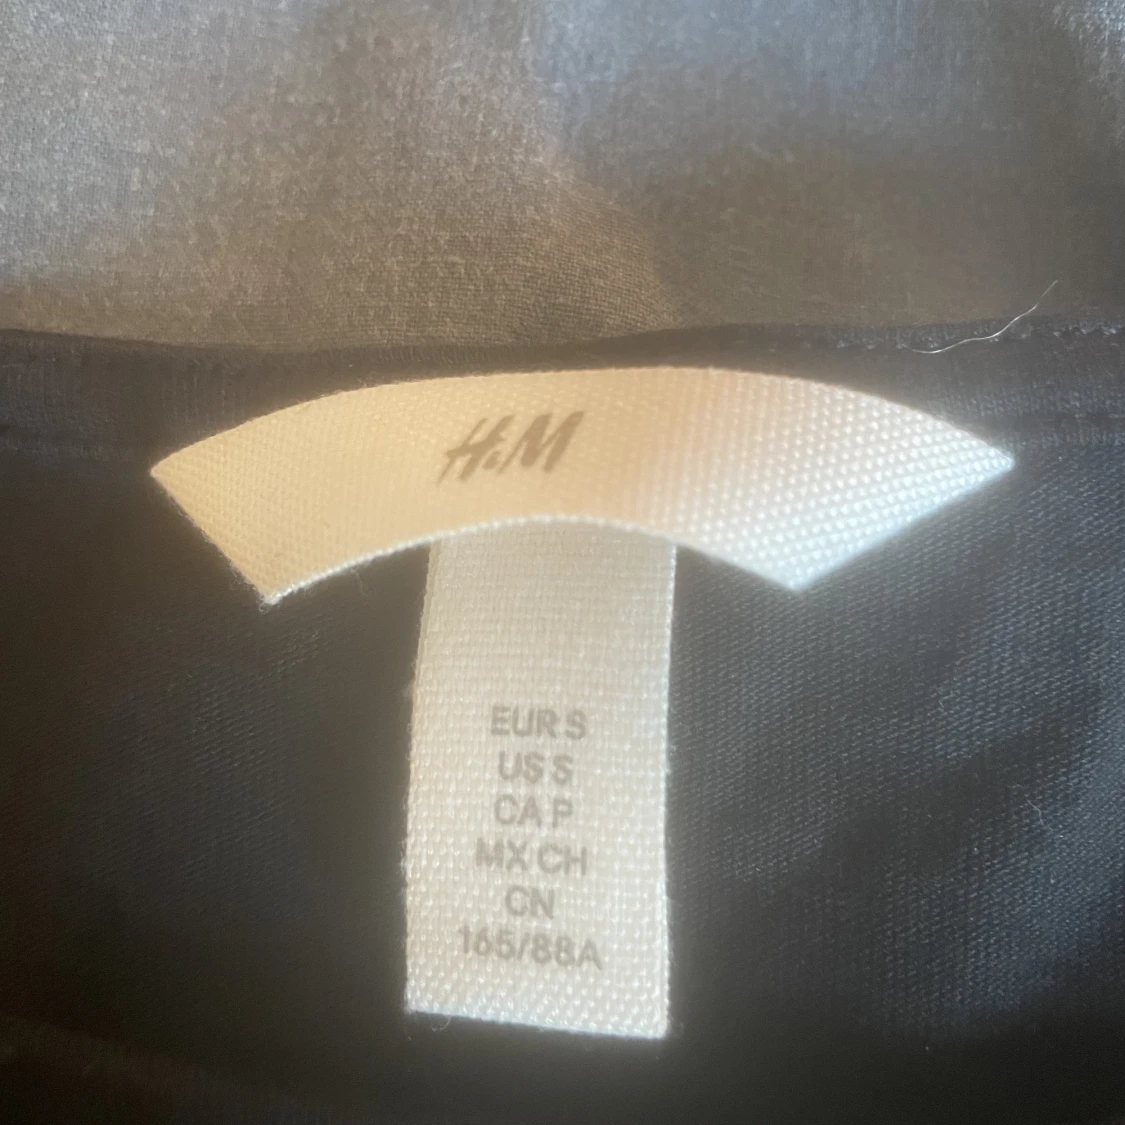 H&M
EUR S
US S
CA P
MX CH
CN
165/88A